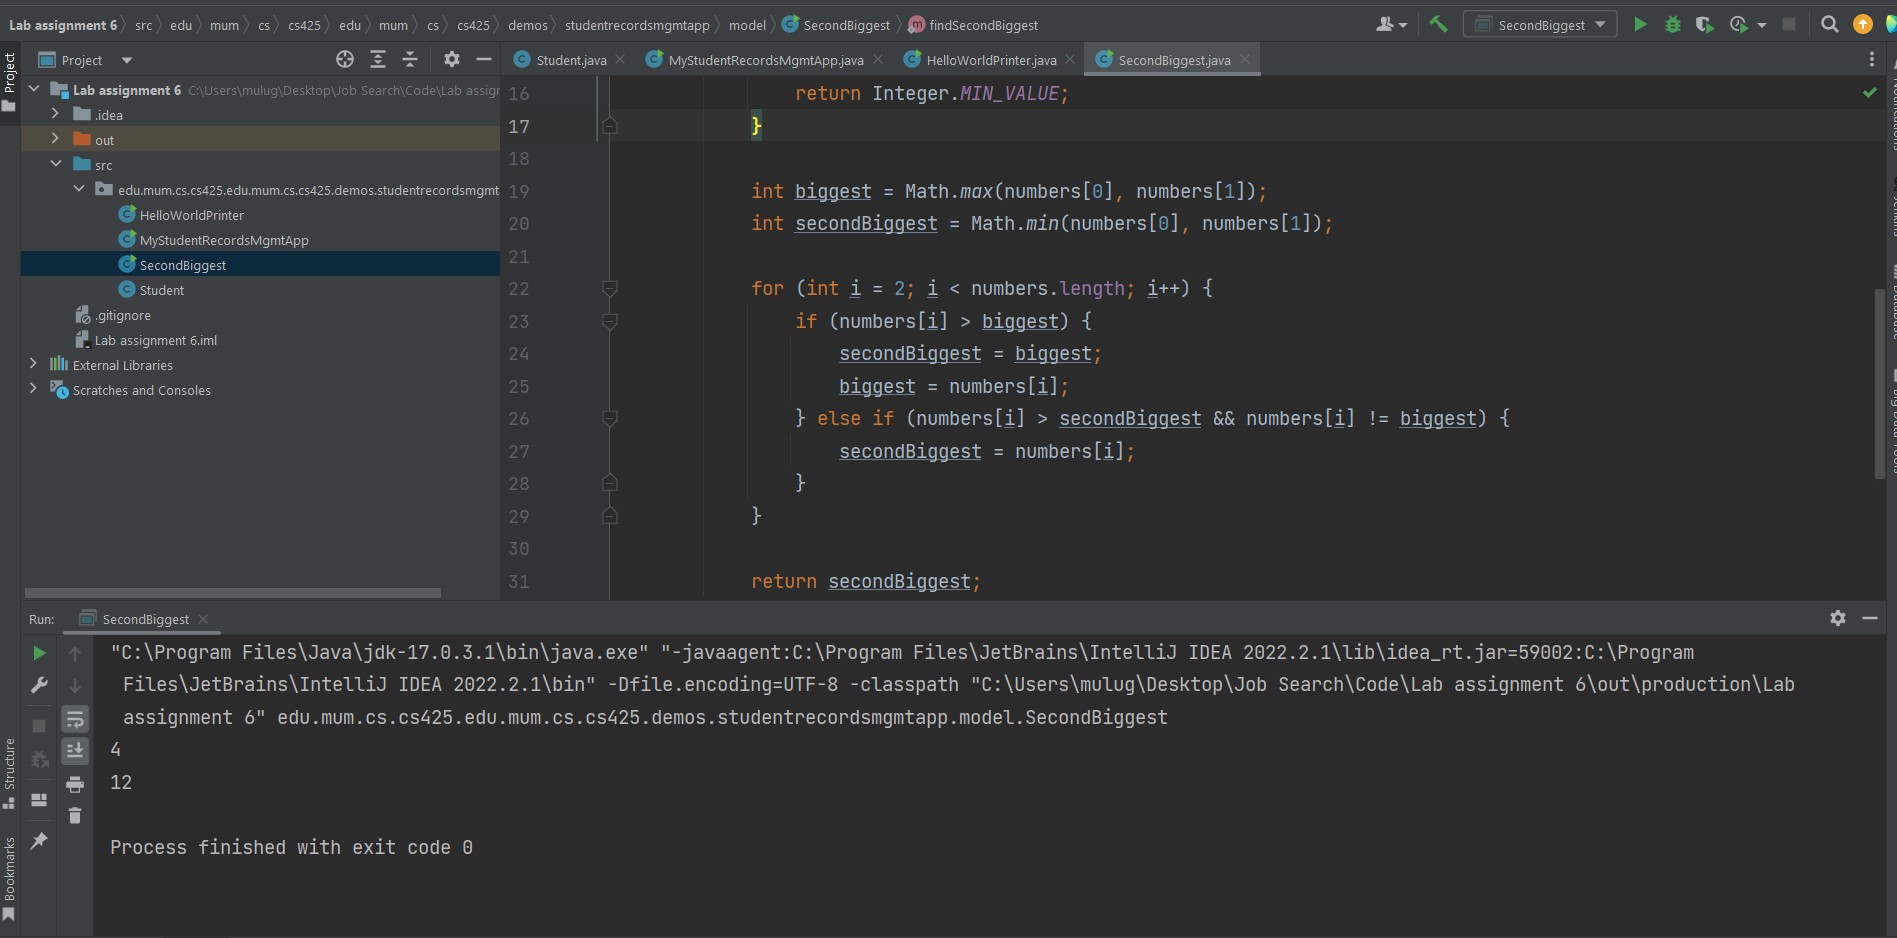 Lab assignment 6 src edu mum cs cs425 edu mum cs cs425 demos studentrecordsmgmtapp model SecondBiggest findSecondBiggest
SecondBiggest
Project
Project
Student.java MyStudentRecordsMgmtApp.java HelloWorldPrinter.java SecondBiggest.java
Lab assignment 6 C:\Users\mulug\Desktop\Job Search\Code\Lab assigr
.idea
out
src
edu.mum.cs.cs425.edu.mum.cs.cs425.demos.studentrecordsmgmt
HelloWorldPrinter
MyStudentRecordsMgmtApp
SecondBiggest
Student
.gitignore
Lab assignment 6.iml
External Libraries
Scratches and Consoles
16 return Integer.MIN_VALUE;
17 }
18
19 int biggest = Math.max(numbers[0], numbers[1]);
20 int secondBiggest = Math.min(numbers[0], numbers[1]);
21
22 for (int i = 2; i < numbers.length; i++) {
23 if (numbers[i] > biggest) {
24 secondBiggest = biggest;
25 biggest = numbers[i];
26 } else if (numbers[i] > secondBiggest && numbers[i] != biggest) {
27 secondBiggest = numbers[i];
28 }
29 }
30
31 return secondBiggest;
Run: SecondBiggest
"C:\Program Files\Java\jdk-17.0.3.1\bin\java.exe" "-javaagent:C:\Program Files\JetBrains\IntelliJ IDEA 2022.2.1\lib\idea_rt.jar=59002:C:\Program
Files\JetBrains\IntelliJ IDEA 2022.2.1\bin" -Dfile.encoding=UTF-8 -classpath "C:\Users\mulug\Desktop\Job Search\Code\Lab assignment 6\out\production\Lab
assignment 6" edu.mum.cs.cs425.edu.mum.cs.cs425.demos.studentrecordsmgmtapp.model.SecondBiggest
4
12
Process finished with exit code 0
Structure
Bookmarks